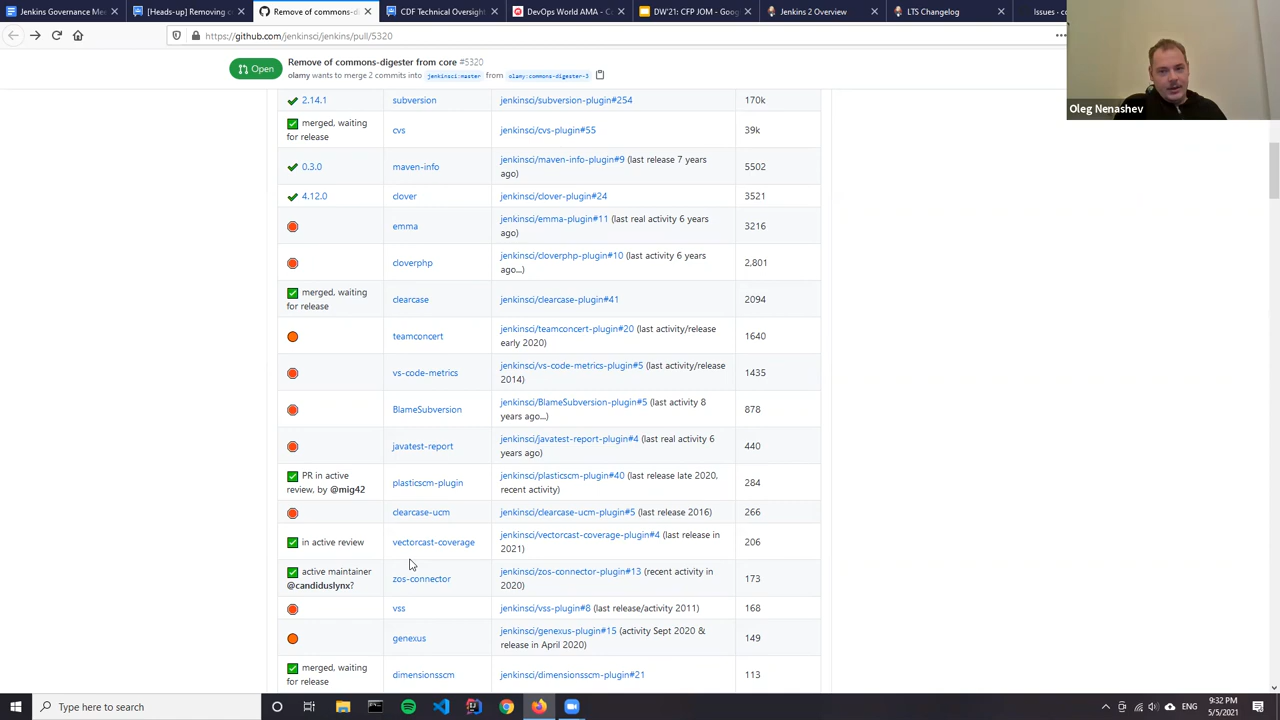 Jenkins Governance Mee
[Heads-up] Removing co
Remove of commons-dige
CDF Technical Oversight
DevOps World AMA - Co
DW'21: CFP JOM - Goog
Jenkins 2 Overview
LTS Changelog
Issues · co
https://github.com/jenkinsci/jenkins/pull/5320
Open
Remove of commons-digester from core #5320
olamy wants to merge 2 commits into jenkinsci:master from olamy:commons-digester-3
Oleg Nenashev
2.14.1 subversion jenkinsci/subversion-plugin#254 170k
merged, waiting
for release
cvs jenkinsci/cvs-plugin#55 39k
0.3.0 maven-info jenkinsci/maven-info-plugin#9 (last release 7 years
ago)
5502
4.12.0 clover jenkinsci/clover-plugin#24 3521
emma jenkinsci/emma-plugin#11 (last real activity 6 years
ago)
3216
cloverphp jenkinsci/cloverphp-plugin#10 (last activity 6 years
ago...)
2,801
merged, waiting
for release
clearcase jenkinsci/clearcase-plugin#41 2094
teamconcert jenkinsci/teamconcert-plugin#20 (last activity/release
early 2020)
1640
vs-code-metrics jenkinsci/vs-code-metrics-plugin#5 (last activity/release
2014)
1435
BlameSubversion jenkinsci/BlameSubversion-plugin#5 (last activity 8
years ago...)
878
javatest-report jenkinsci/javatest-report-plugin#4 (last real activity 6
years ago)
440
PR in active
review, by @mig42
plasticscm-plugin jenkinsci/plasticscm-plugin#40 (last release late 2020,
recent activity)
284
clearcase-ucm jenkinsci/clearcase-ucm-plugin#5 (last release 2016) 266
in active review vectorcast-coverage jenkinsci/vectorcast-coverage-plugin#4 (last release in
2021)
206
active maintainer
@candiduslynx?
zos-connector jenkinsci/zos-connector-plugin#13 (recent activity in
2020)
173
vss jenkinsci/vss-plugin#8 (last release/activity 2011) 168
genexus jenkinsci/genexus-plugin#15 (activity Sept 2020 &
release in April 2020)
149
merged, waiting
for release
dimensionsscm jenkinsci/dimensionsscm-plugin#21 113
Type here to search
ENG
9:32 PM
5/5/2021